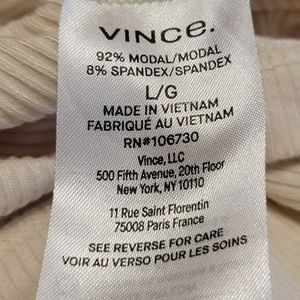 VINCE.
92% MODAL/MODAL
8% SPANDEX/SPANDEX
L/G
MADE IN VIETNAM
FABRIQUÉ AU VIETNAM
RN#106730
Vince, LLC
500 Fifth Avenue, 20th Floor
New York, NY 10110
11 Rue Saint Florentin
75008 Paris France
SEE REVERSE FOR CARE
VOIR AU VERSO POUR LES SOINS